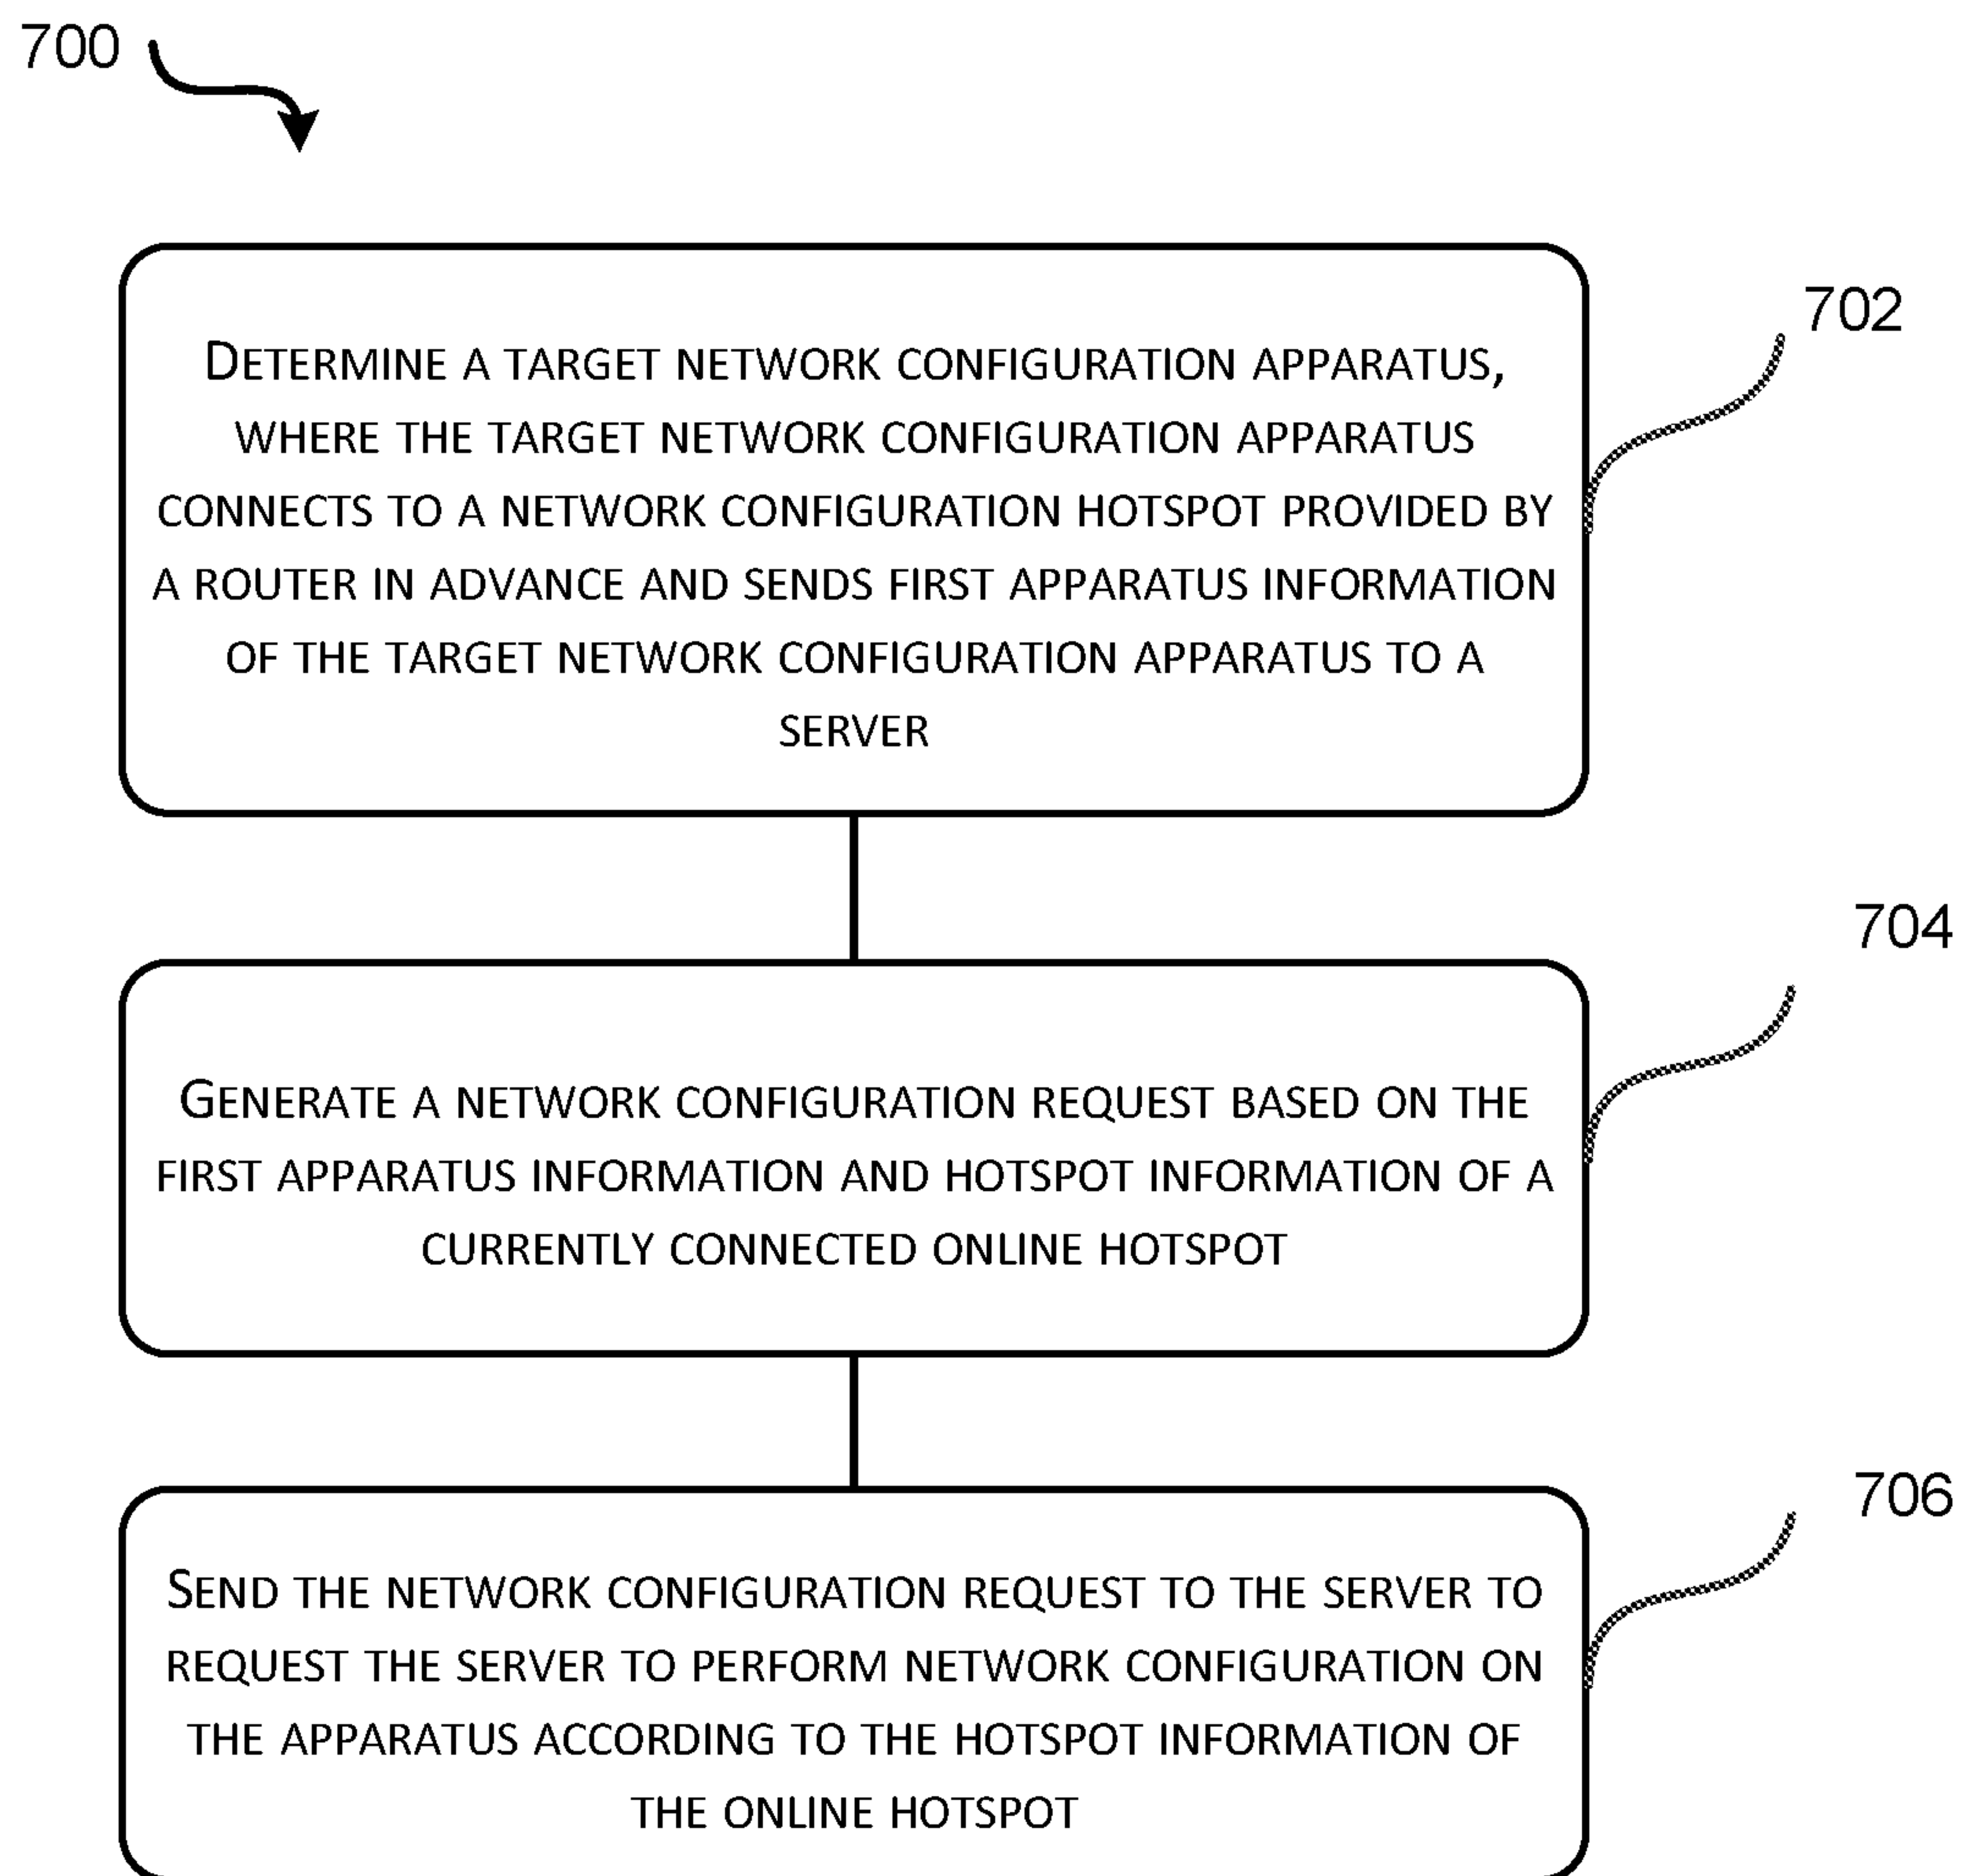 700
702
DETERMINE A TARGET NETWORK CONFIGURATION APPARATUS,
WHERE THE TARGET NETWORK CONFIGURATION APPARATUS
CONNECTS TO A NETWORK CONFIGURATION HOTSPOT PROVIDED BY
A ROUTER IN ADVANCE AND SENDS FIRST APPARATUS INFORMATION
OF THE TARGET NETWORK CONFIGURATION APPARATUS TO A
SERVER
704
GENERATE A NETWORK CONFIGURATION REQUEST BASED ON THE
FIRST APPARATUS INFORMATION AND HOTSPOT INFORMATION OF A
CURRENTLY CONNECTED ONLINE HOTSPOT
706
SEND THE NETWORK CONFIGURATION REQUEST TO THE SERVER TO
REQUEST THE SERVER TO PERFORM NETWORK CONFIGURATION ON
THE APPARATUS ACCORDING TO THE HOTSPOT INFORMATION OF
THE ONLINE HOTSPOT